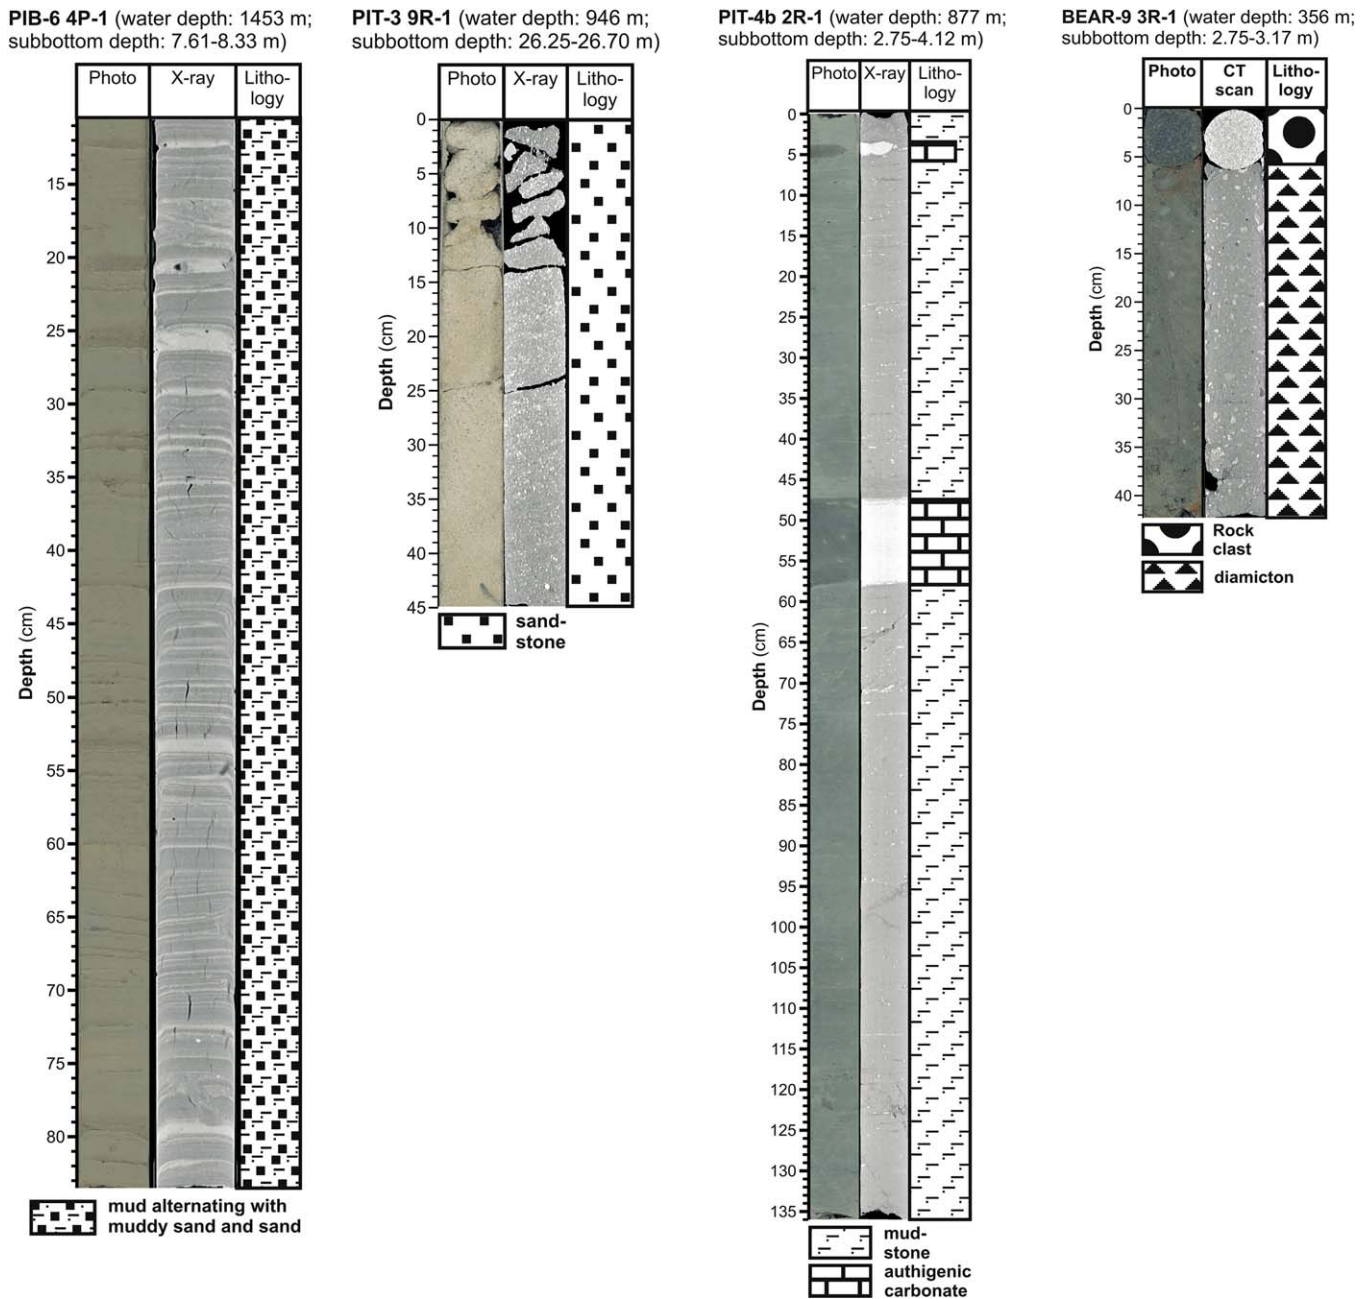 PIB-6 4P-1 (water depth: 1453 m;
subbottom depth: 7.61-8.33 m)
Photo
X-ray
Litho-
logy
15
20
25
30
35
40
45
50
55
60
65
70
75
80
Depth (cm)
mud alternating with
muddy sand and sand
PIT-3 9R-1 (water depth: 946 m;
subbottom depth: 26.25-26.70 m)
Photo
X-ray
Litho-
logy
0
5
10
15
20
25
30
35
40
45
Depth (cm)
sand-
stone
PIT-4b 2R-1 (water depth: 877 m;
subbottom depth: 2.75-4.12 m)
Photo
X-ray
Litho-
logy
0
5
10
15
20
25
30
35
40
45
50
55
60
65
70
75
80
85
90
95
100
105
110
115
120
125
130
135
Depth (cm)
mud-
stone
authigenic
carbonate
BEAR-9 3R-1 (water depth: 356 m;
subbottom depth: 2.75-3.17 m)
Photo
CT
scan
Litho-
logy
0
5
10
15
20
25
30
35
40
Depth (cm)
Rock
clast
diamicton